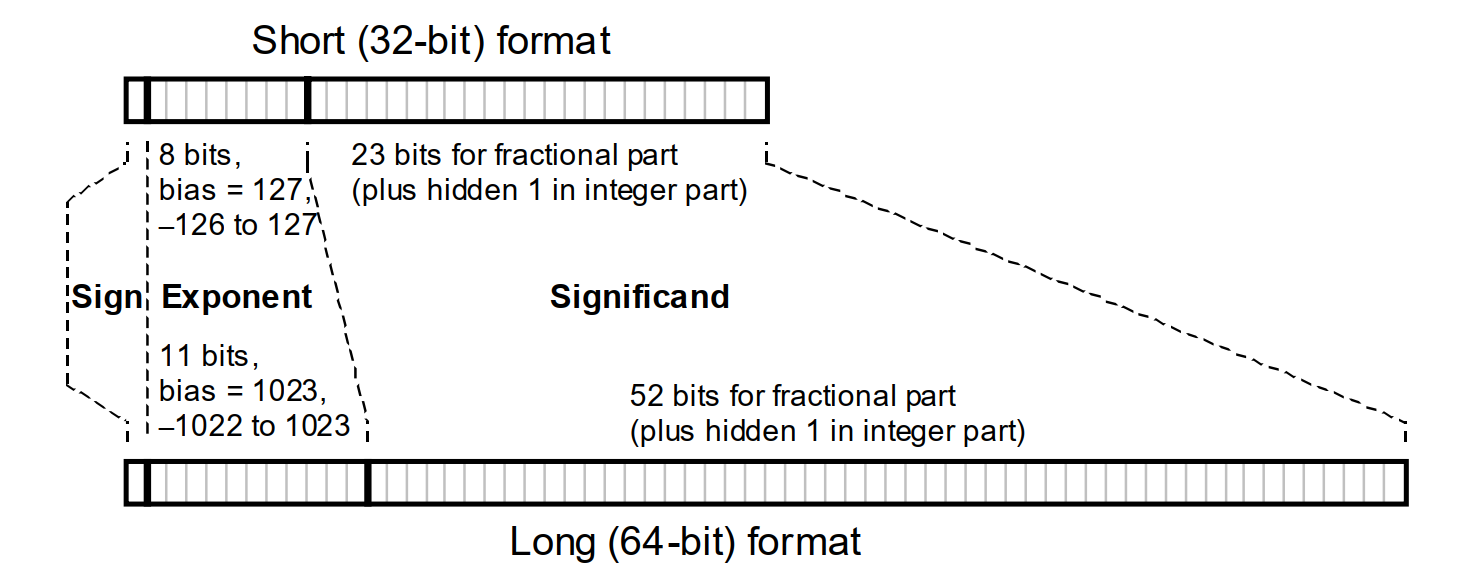 Short (32-bit) format
8 bits,
bias = 127,
–126 to 127
23 bits for fractional part
(plus hidden 1 in integer part)
Sign
Exponent
Significand
11 bits,
bias = 1023,
–1022 to 1023
52 bits for fractional part
(plus hidden 1 in integer part)
Long (64-bit) format